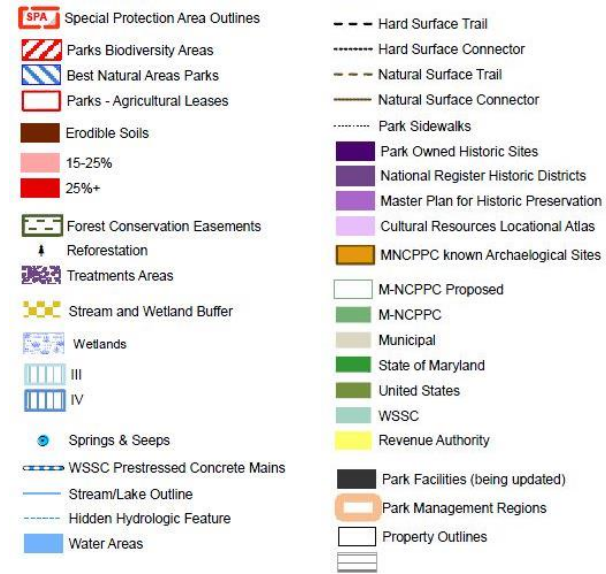 SPA Special Protection Area Outlines
Parks Biodiversity Areas
Best Natural Areas Parks
Parks - Agricultural Leases
Erodible Soils
15-25%
25%+
Forest Conservation Easements
Reforestation
Treatments Areas
Stream and Wetland Buffer
Wetlands
III
IV
Springs & Seeps
WSSC Prestressed Concrete Mains
Stream/Lake Outline
Hidden Hydrologic Feature
Water Areas
Hard Surface Trail
Hard Surface Connector
Natural Surface Trail
Natural Surface Connector
Park Sidewalks
Park Owned Historic Sites
National Register Historic Districts
Master Plan for Historic Preservation
Cultural Resources Locational Atlas
MNCPPC known Archaelogical Sites
M-NCPPC Proposed
M-NCPPC
Municipal
State of Maryland
United States
WSSC
Revenue Authority
Park Facilities (being updated)
Park Management Regions
Property Outlines